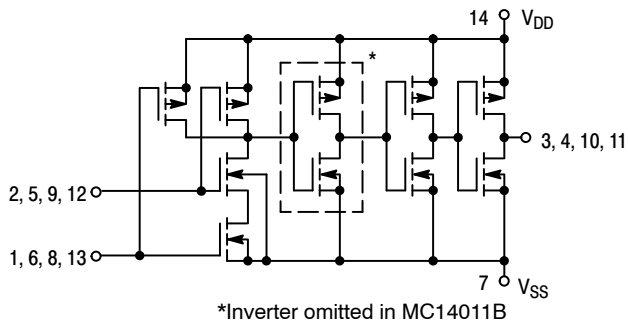 14 V_DD
*
3, 4, 10, 11
2, 5, 9, 12
1, 6, 8, 13
7 V_SS
*Inverter omitted in MC14011B